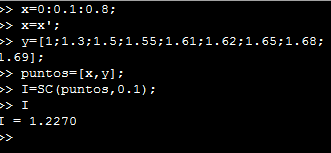 >> x=0:0.1:0.8;
>> x=x';
>> y=[1;1.3;1.5;1.55;1.61;1.62;1.65;1.68;
1.69];
>> puntos=[x,y];
>> I=SC(puntos,0.1);
>> I
I = 1.2270
>>